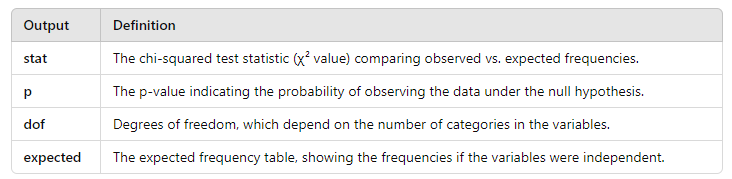 Output Definition
stat The chi-squared test statistic (χ² value) comparing observed vs. expected frequencies.
p The p-value indicating the probability of observing the data under the null hypothesis.
dof Degrees of freedom, which depend on the number of categories in the variables.
expected The expected frequency table, showing the frequencies if the variables were independent.